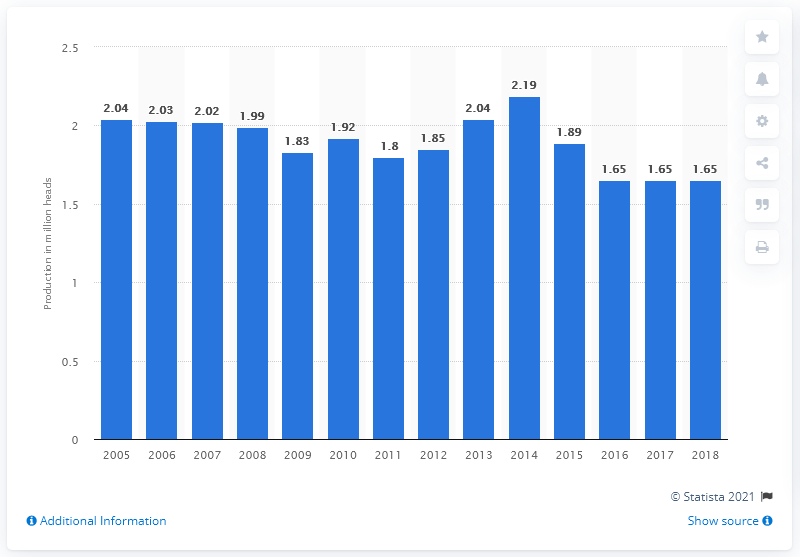 2.5
2
1.5
1
0.5
0
Production in million heads
2.04 2.03 2.02 1.99 1.83 1.92 1.8 1.85 2.04 2.19 1.89 1.65 1.65 1.65
2005 2006 2007 2008 2009 2010 2011 2012 2013 2014 2015 2016 2017 2018
© Statista 2021
Additional Information
Show source